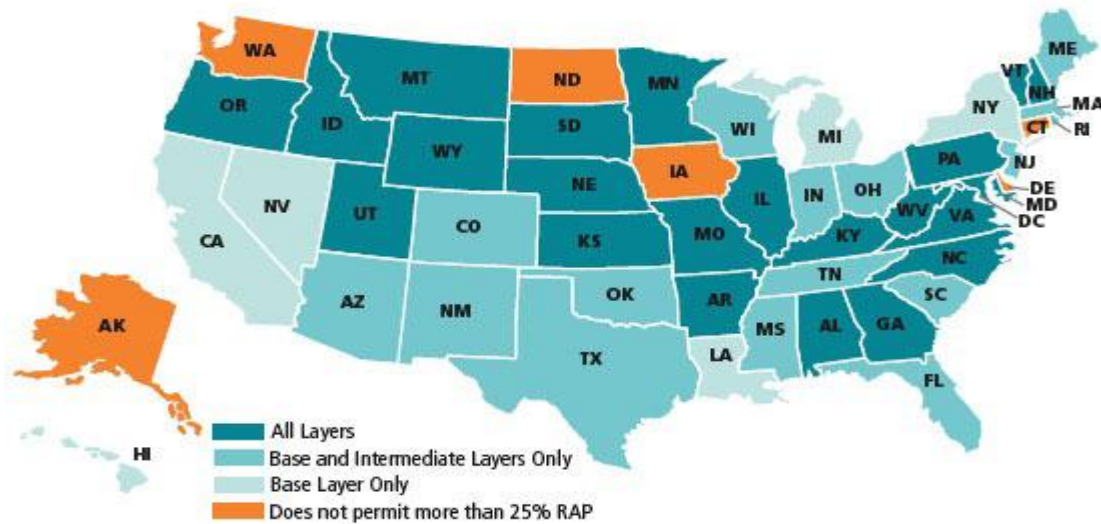 WA
MT
ND
MN
ME
VT
NH
MA
RI
CT
NY
OR
ID
SD
WI
MI
WY
IA
PA
NJ
NE
DE
MD
DC
NV
UT
CO
IL
IN
OH
WV
VA
CA
KS
MO
KY
NC
TN
AZ
NM
OK
AR
SC
MS
AL
GA
AK
TX
LA
FL
HI
All Layers
Base and Intermediate Layers Only
Base Layer Only
Does not permit more than 25% RAP